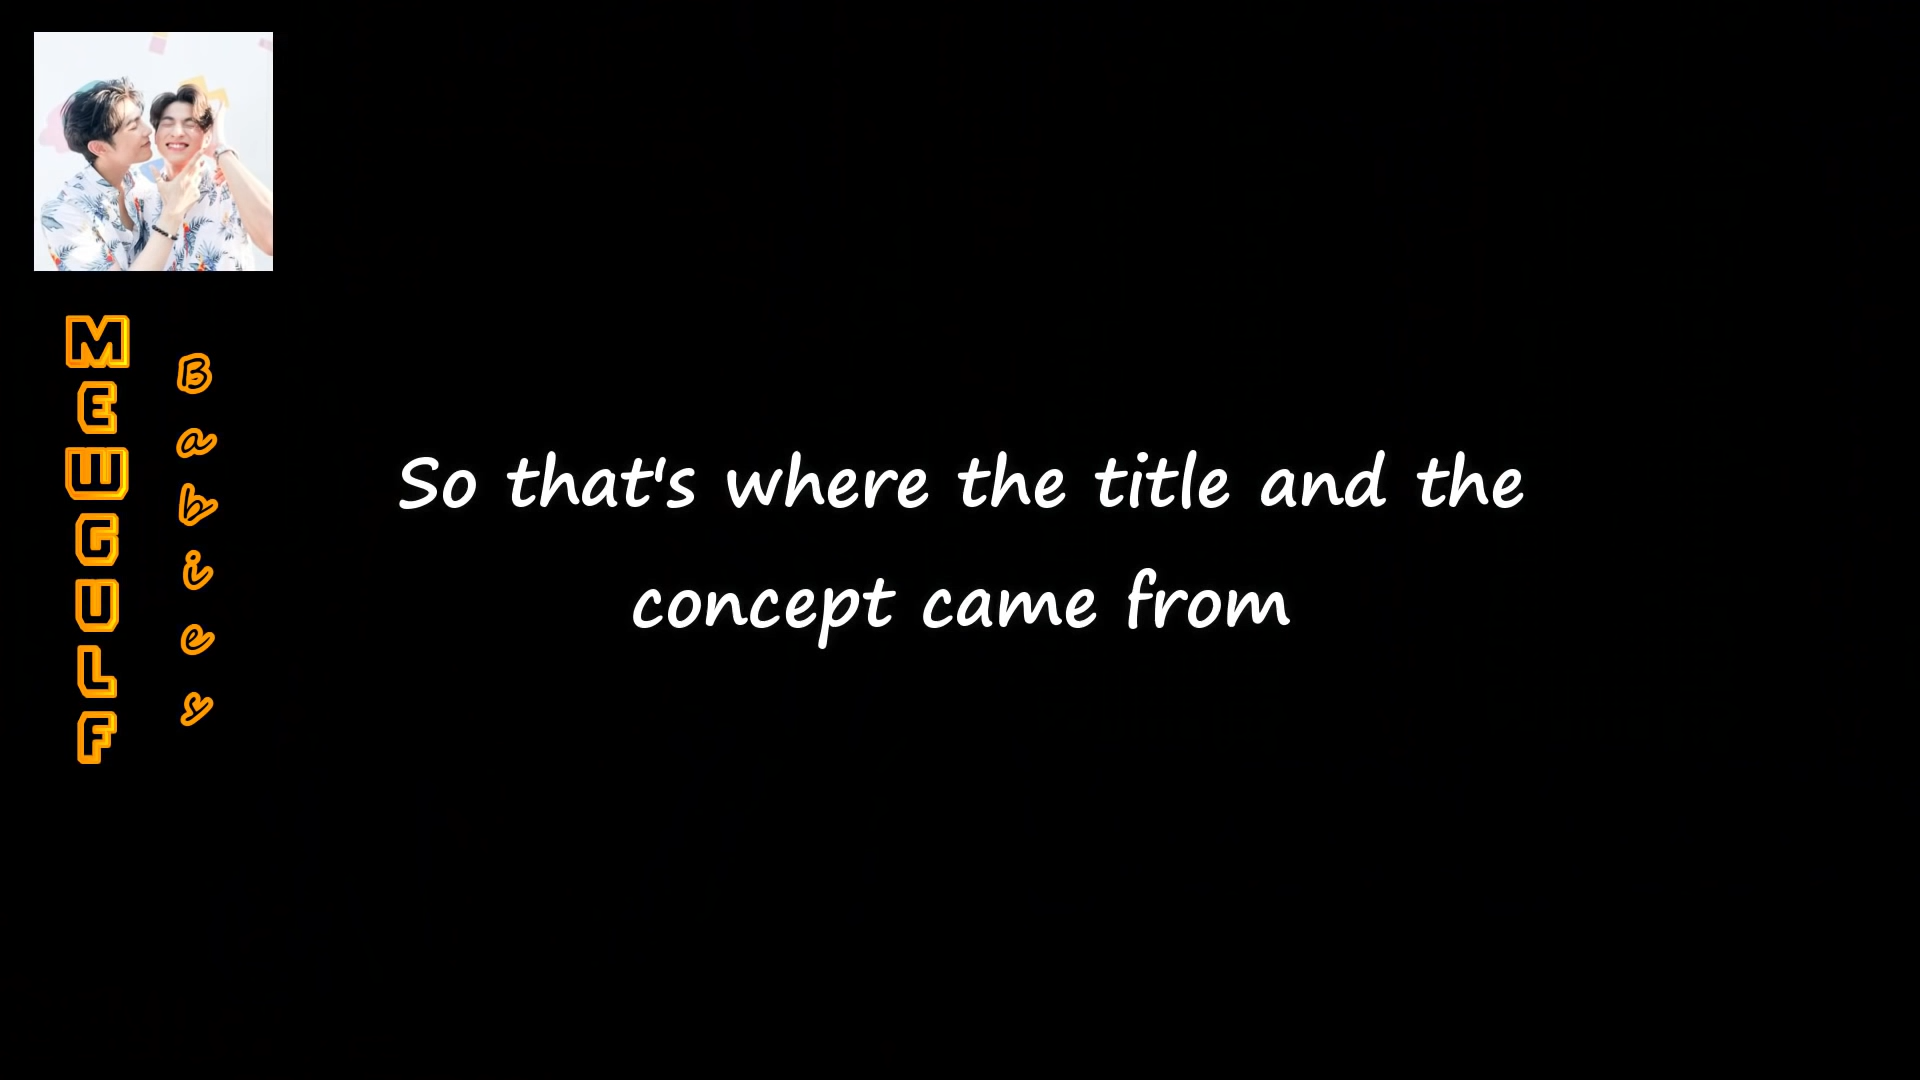 MEWGULF
Babies
So that's where the title and the
concept came from